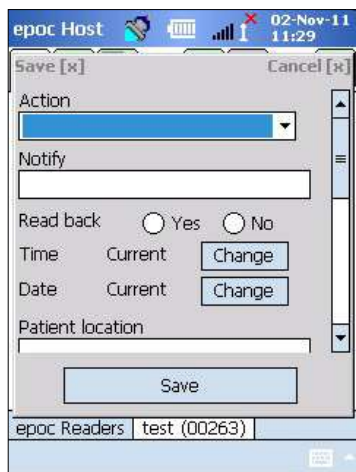 epoc Host 02-Nov-11
11:29
Save [x] Cancel [x]
Action
Notify
Read back Yes No
Time Current Change
Date Current Change
Patient location
Save
epoc Readers test (00263)